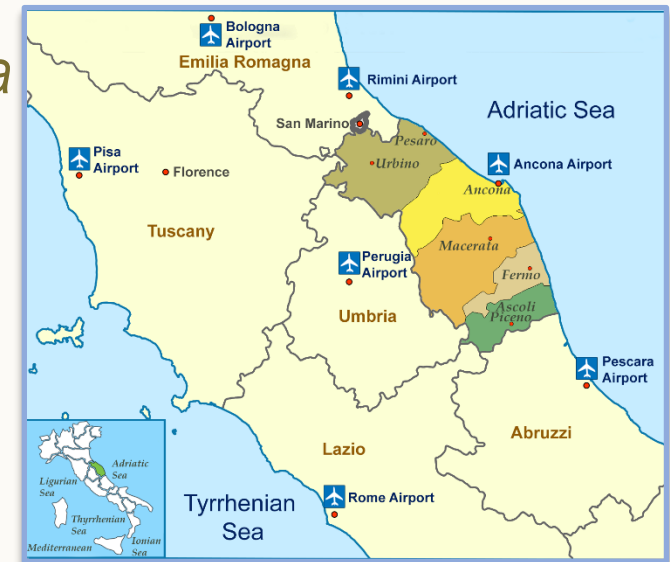 a
Bologna
Airport
Emilia Romagna
Rimini Airport
Adriatic Sea
San Marino
Pesaro
Pisa
Airport
Florence
Urbino
Ancona Airport
Ancona
Tuscany
Macerata
Perugia
Airport
Fermo
Umbria
Ascoli
Piceno
Pescara
Airport
Abruzzi
Lazio
Adriatic
Sea
Ligurian
Sea
Tyrrhenian
Sea
Rome Airport
Thyrrhenian
Sea
Ionian
Sea
Mediterranean